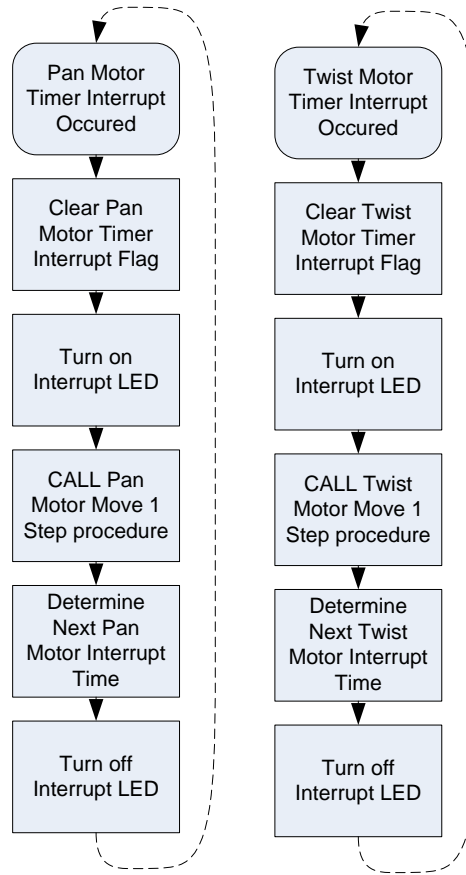 Pan Motor
Timer Interrupt
Occured
Clear Pan
Motor Timer
Interrupt Flag
Turn on
Interrupt LED
CALL Pan
Motor Move 1
Step procedure
Determine
Next Pan
Motor Interrupt
Time
Turn off
Interrupt LED
Twist Motor
Timer Interrupt
Occured
Clear Twist
Motor Timer
Interrupt Flag
Turn on
Interrupt LED
CALL Twist
Motor Move 1
Step procedure
Determine
Next Twist
Motor Interrupt
Time
Turn off
Interrupt LED